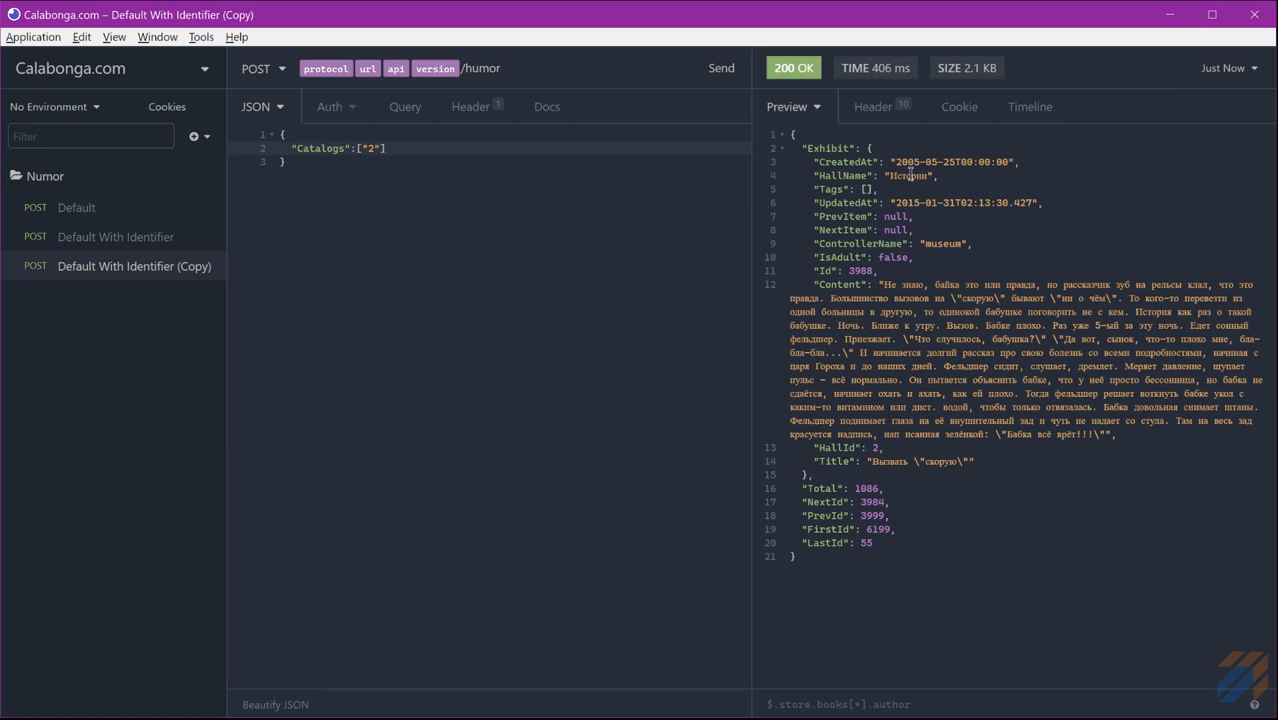 Calabonga.com – Default With Identifier (Copy)
Application Edit View Window Tools Help
Calabonga.com
POST protocol url api version /humor Send
200 OK TIME 406 ms SIZE 2.1 KB Just Now
No Environment Cookies
JSON Auth Query Header 1 Docs
Preview Header 10 Cookie Timeline
Filter
Numor
POST Default
POST Default With Identifier
POST Default With Identifier (Copy)
1 {
2 "Catalogs":["2"]
3 }
1 {
2 "Exhibit": {
3 "CreatedAt": "2005-05-25T00:00:00",
4 "HallName": "Истории",
5 "Tags": [],
6 "UpdatedAt": "2015-01-31T02:13:30.427",
7 "PrevItem": null,
8 "NextItem": null,
9 "ControllerName": "museum",
10 "IsAdult": false,
11 "Id": 3988,
12 "Content": "Не знаю, байка это или правда, но рассказчик зуб на рельсы клал, что это
правда. Большинство вызовов на \"скорую\" бывают \"ни о чём\". То кого-то перевезти из
одной больницы в другую, то одинокой бабушке поговорить не с кем. История как раз о такой
бабушке. Ночь. Ближе к утру. Вызов. Бабке плохо. Раз уже 5-ый за эту ночь. Едет сонный
фельдшер. Приезжает. \"Что случилось, бабушка?\" \"Да вот, сынок, что-то плохо мне, бла-
бла-бла...\" И начинается долгий рассказ про свою болезнь со всеми подробностями, начиная с
царя Гороха и до наших дней. Фельдшер сидит, слушает, дремлет. Меряет давление, щупает
пульс – всё нормально. Он пытается объяснить бабке, что у неё просто бессонница, но бабка не
сдаётся, начинает охать и ахать, как ей плохо. Тогда фельдшер решает воткнуть бабке укол с
каким-то витамином или дист. водой, чтобы только отвязалась. Бабка довольная снимает штаны.
Фельдшер поднимает глаза на её внушительный зад и чуть не падает со стула. Там на весь зад
красуется надпись, нап исанная зелёнкой: \"Бабка всё врёт!!!\"",
13 "HallId": 2,
14 "Title": "Вызвать \"скорую\""
15 },
16 "Total": 1086,
17 "NextId": 3984,
18 "PrevId": 3999,
19 "FirstId": 6199,
20 "LastId": 55
21 }
Beautify JSON
$.store.books[*].author